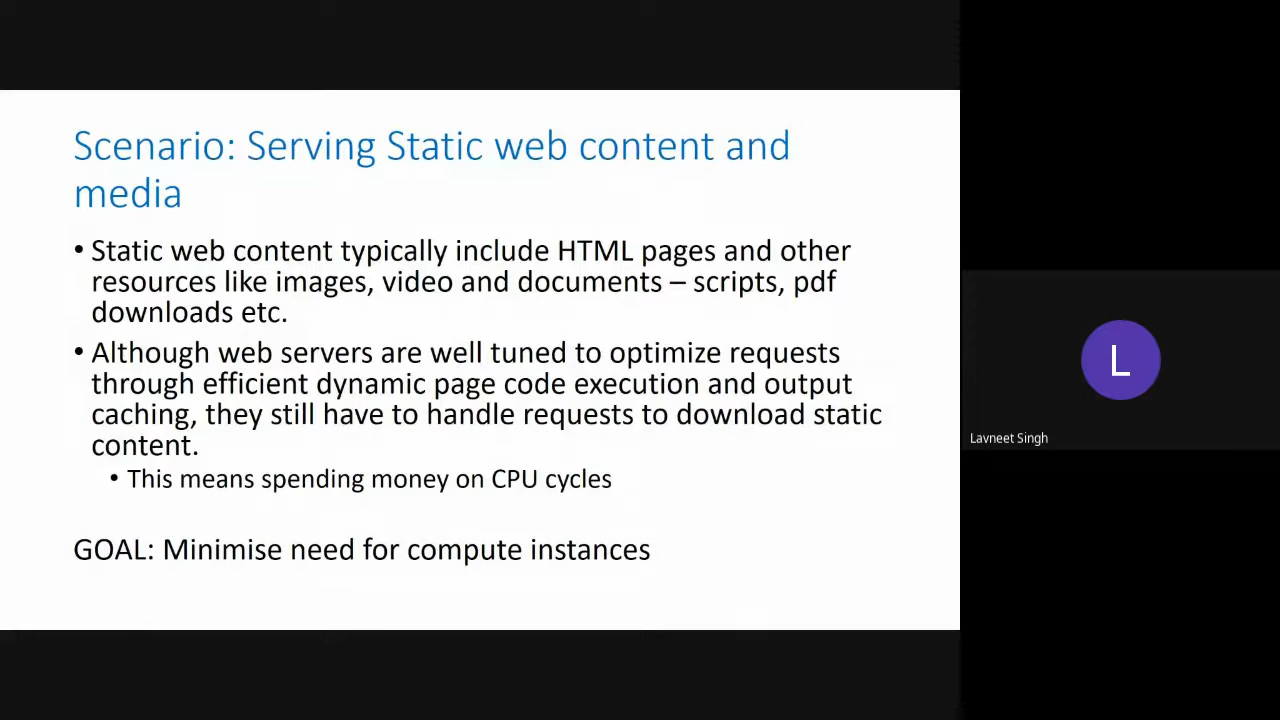 Scenario: Serving Static web content and
media
• Static web content typically include HTML pages and other
resources like images, video and documents – scripts, pdf
downloads etc.
• Although web servers are well tuned to optimize requests
through efficient dynamic page code execution and output
caching, they still have to handle requests to download static
content.
• This means spending money on CPU cycles
GOAL: Minimise need for compute instances
L
Lavneet Singh